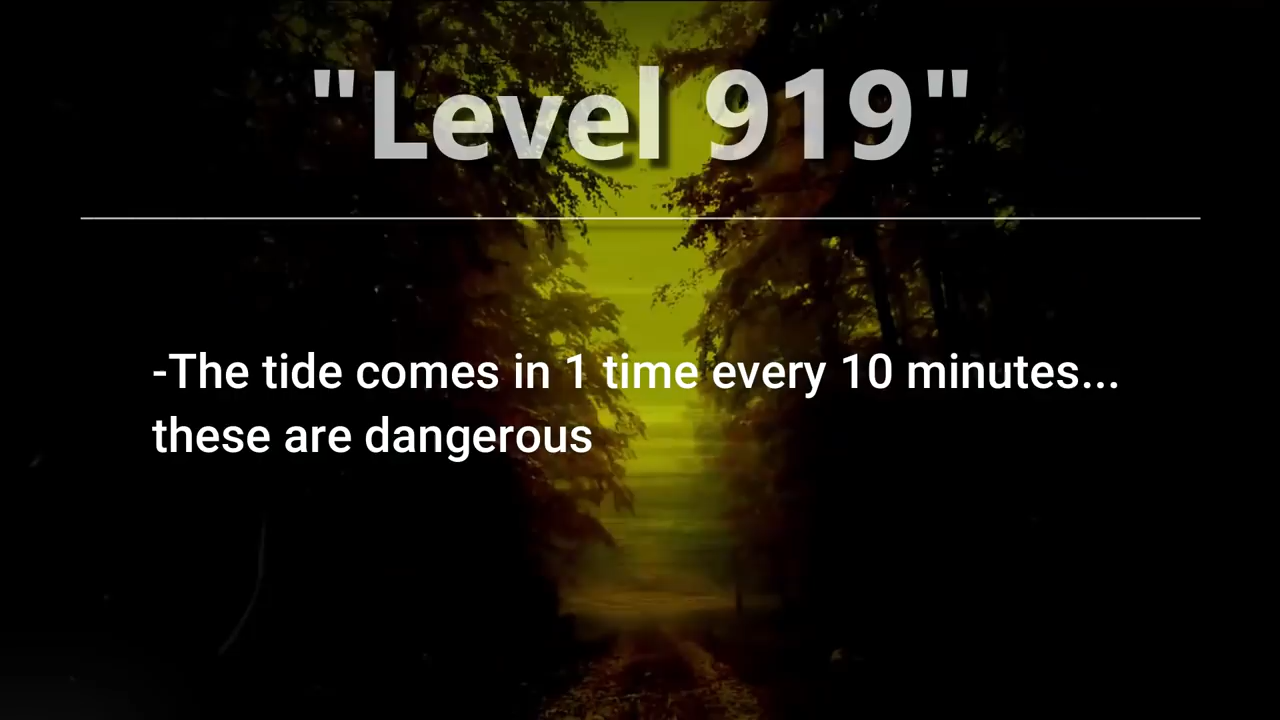 "Level 919"
-The tide comes in 1 time every 10 minutes...
these are dangerous